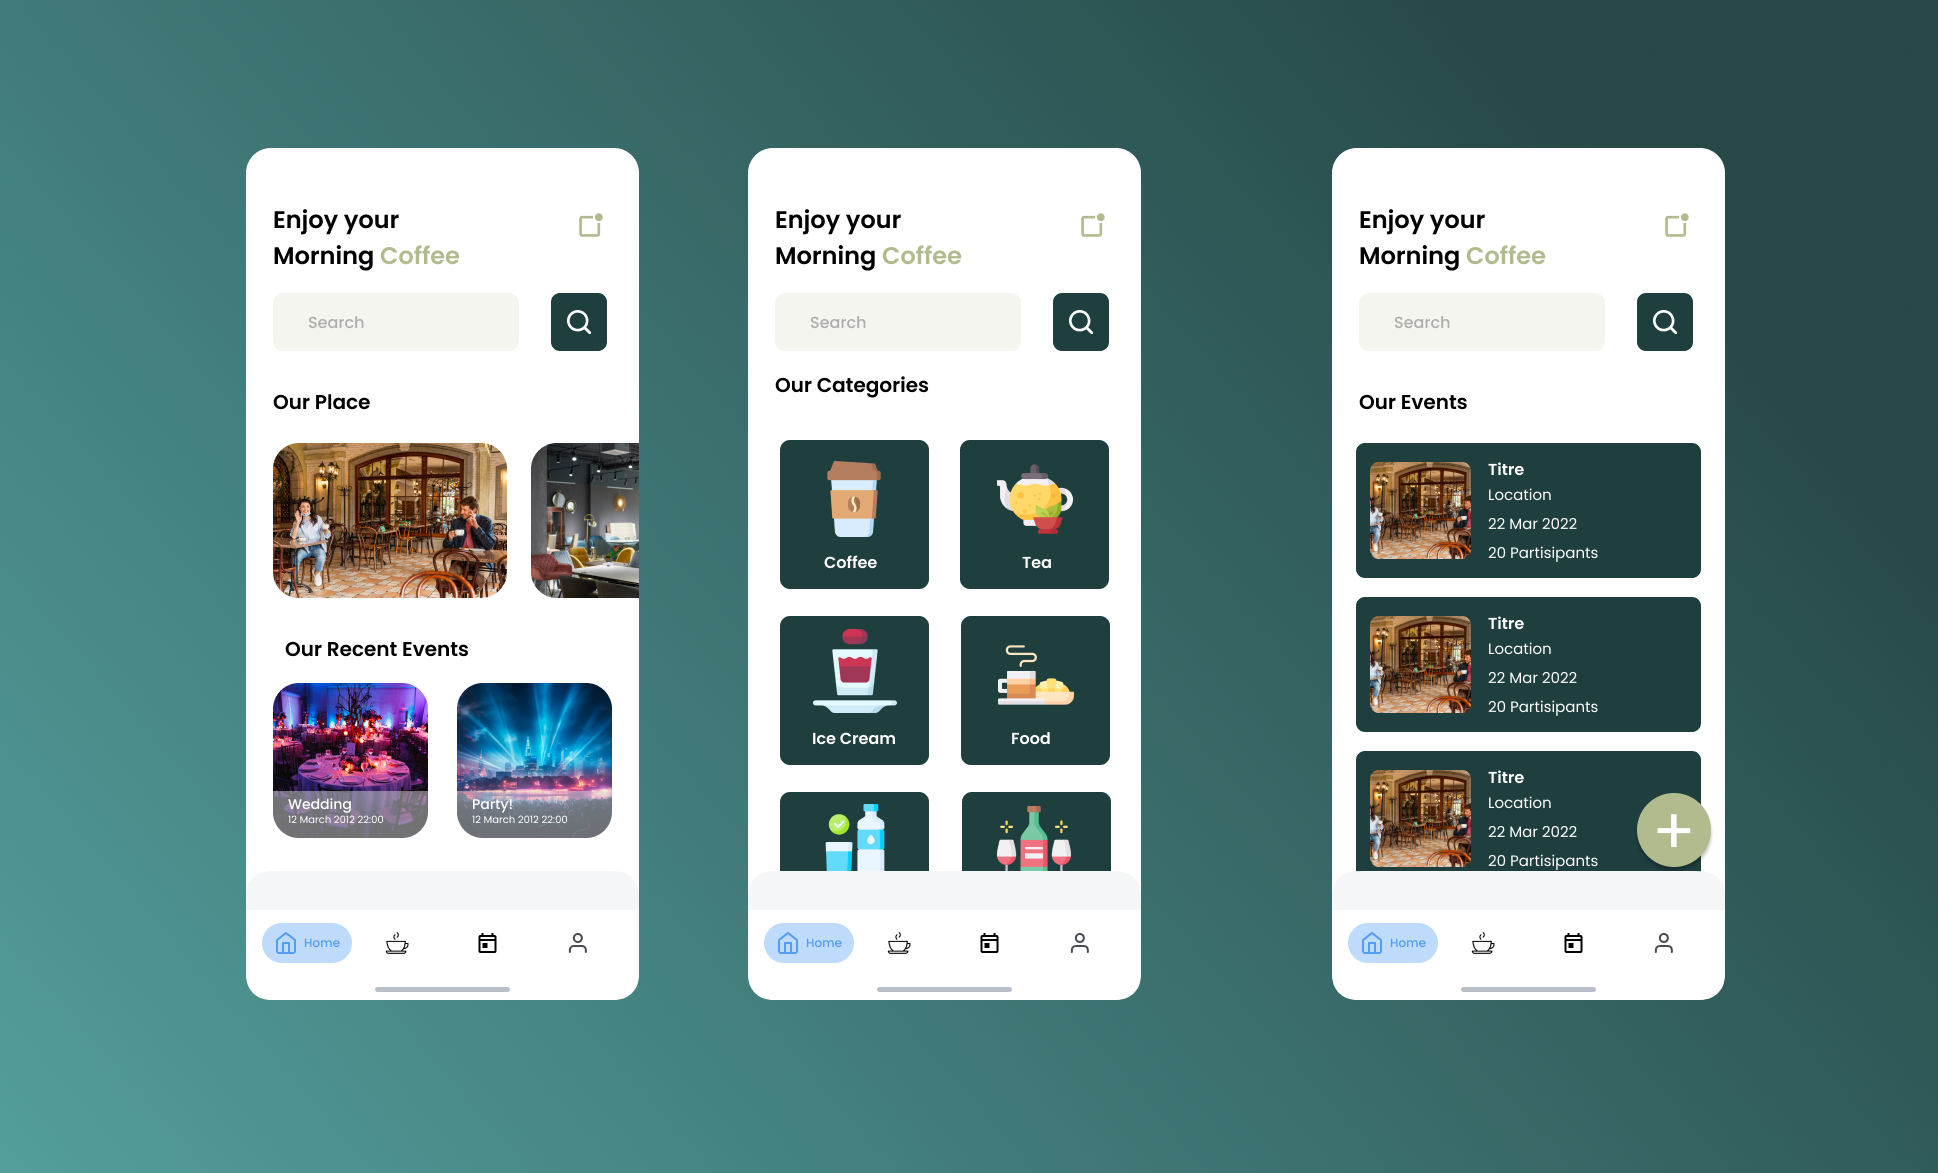 Enjoy your
Morning Coffee
Search
Our Place
Our Recent Events
Wedding
12 March 2012 22:00
Party!
12 March 2012 22:00
Home
Enjoy your
Morning Coffee
Search
Our Categories
Coffee
Tea
Ice Cream
Food
Home
Enjoy your
Morning Coffee
Search
Our Events
Titre
Location
22 Mar 2022
20 Partisipants
Titre
Location
22 Mar 2022
20 Partisipants
Titre
Location
22 Mar 2022
20 Partisipants
Home